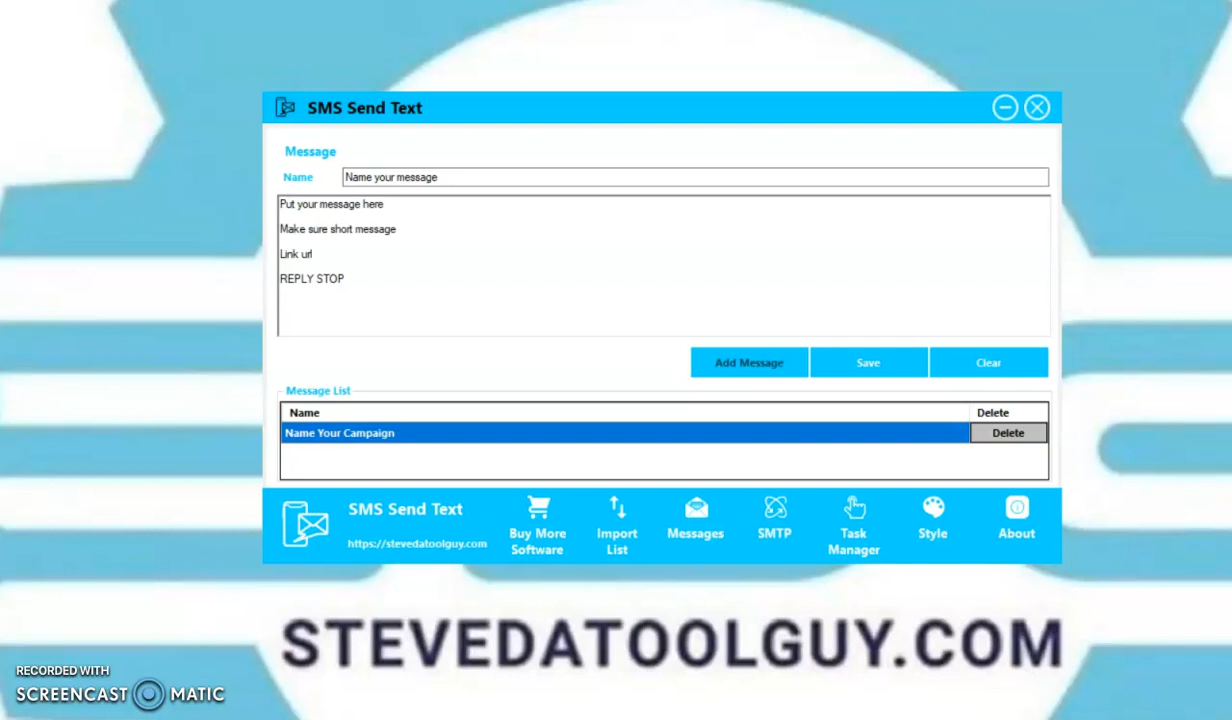 SMS Send Text
Message
Name Name your message
Put your message here
Make sure short message
Link url
REPLY STOP
Add Message Save Clear
Message List
Name Delete
Name Your Campaign Delete
SMS Send Text
https://stevedatoolguy.com
Buy More
Software
Import
List
Messages
SMTP
Task
Manager
Style
About
STEVEDATOOLGUY.COM
RECORDED WITH
SCREENCAST MATIC